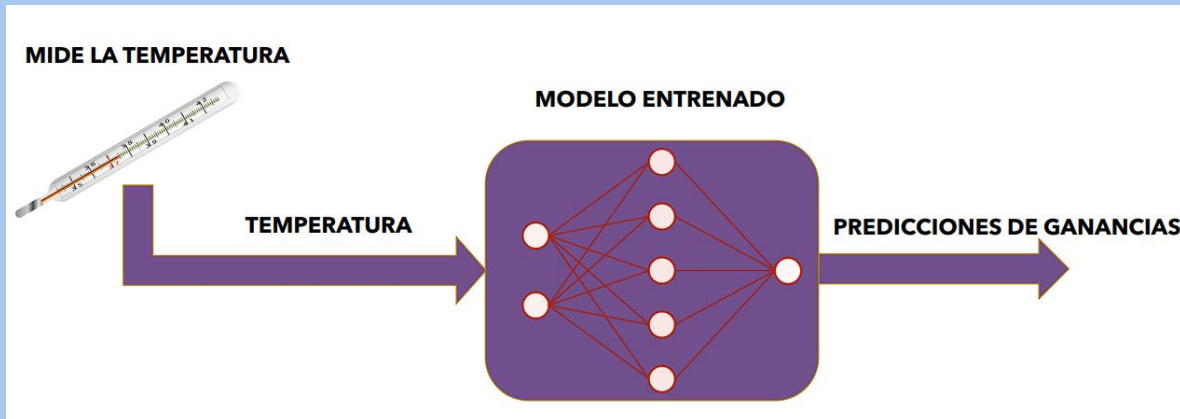 MIDE LA TEMPERATURA
MODELO ENTRENADO
TEMPERATURA
PREDICCIONES DE GANANCIAS